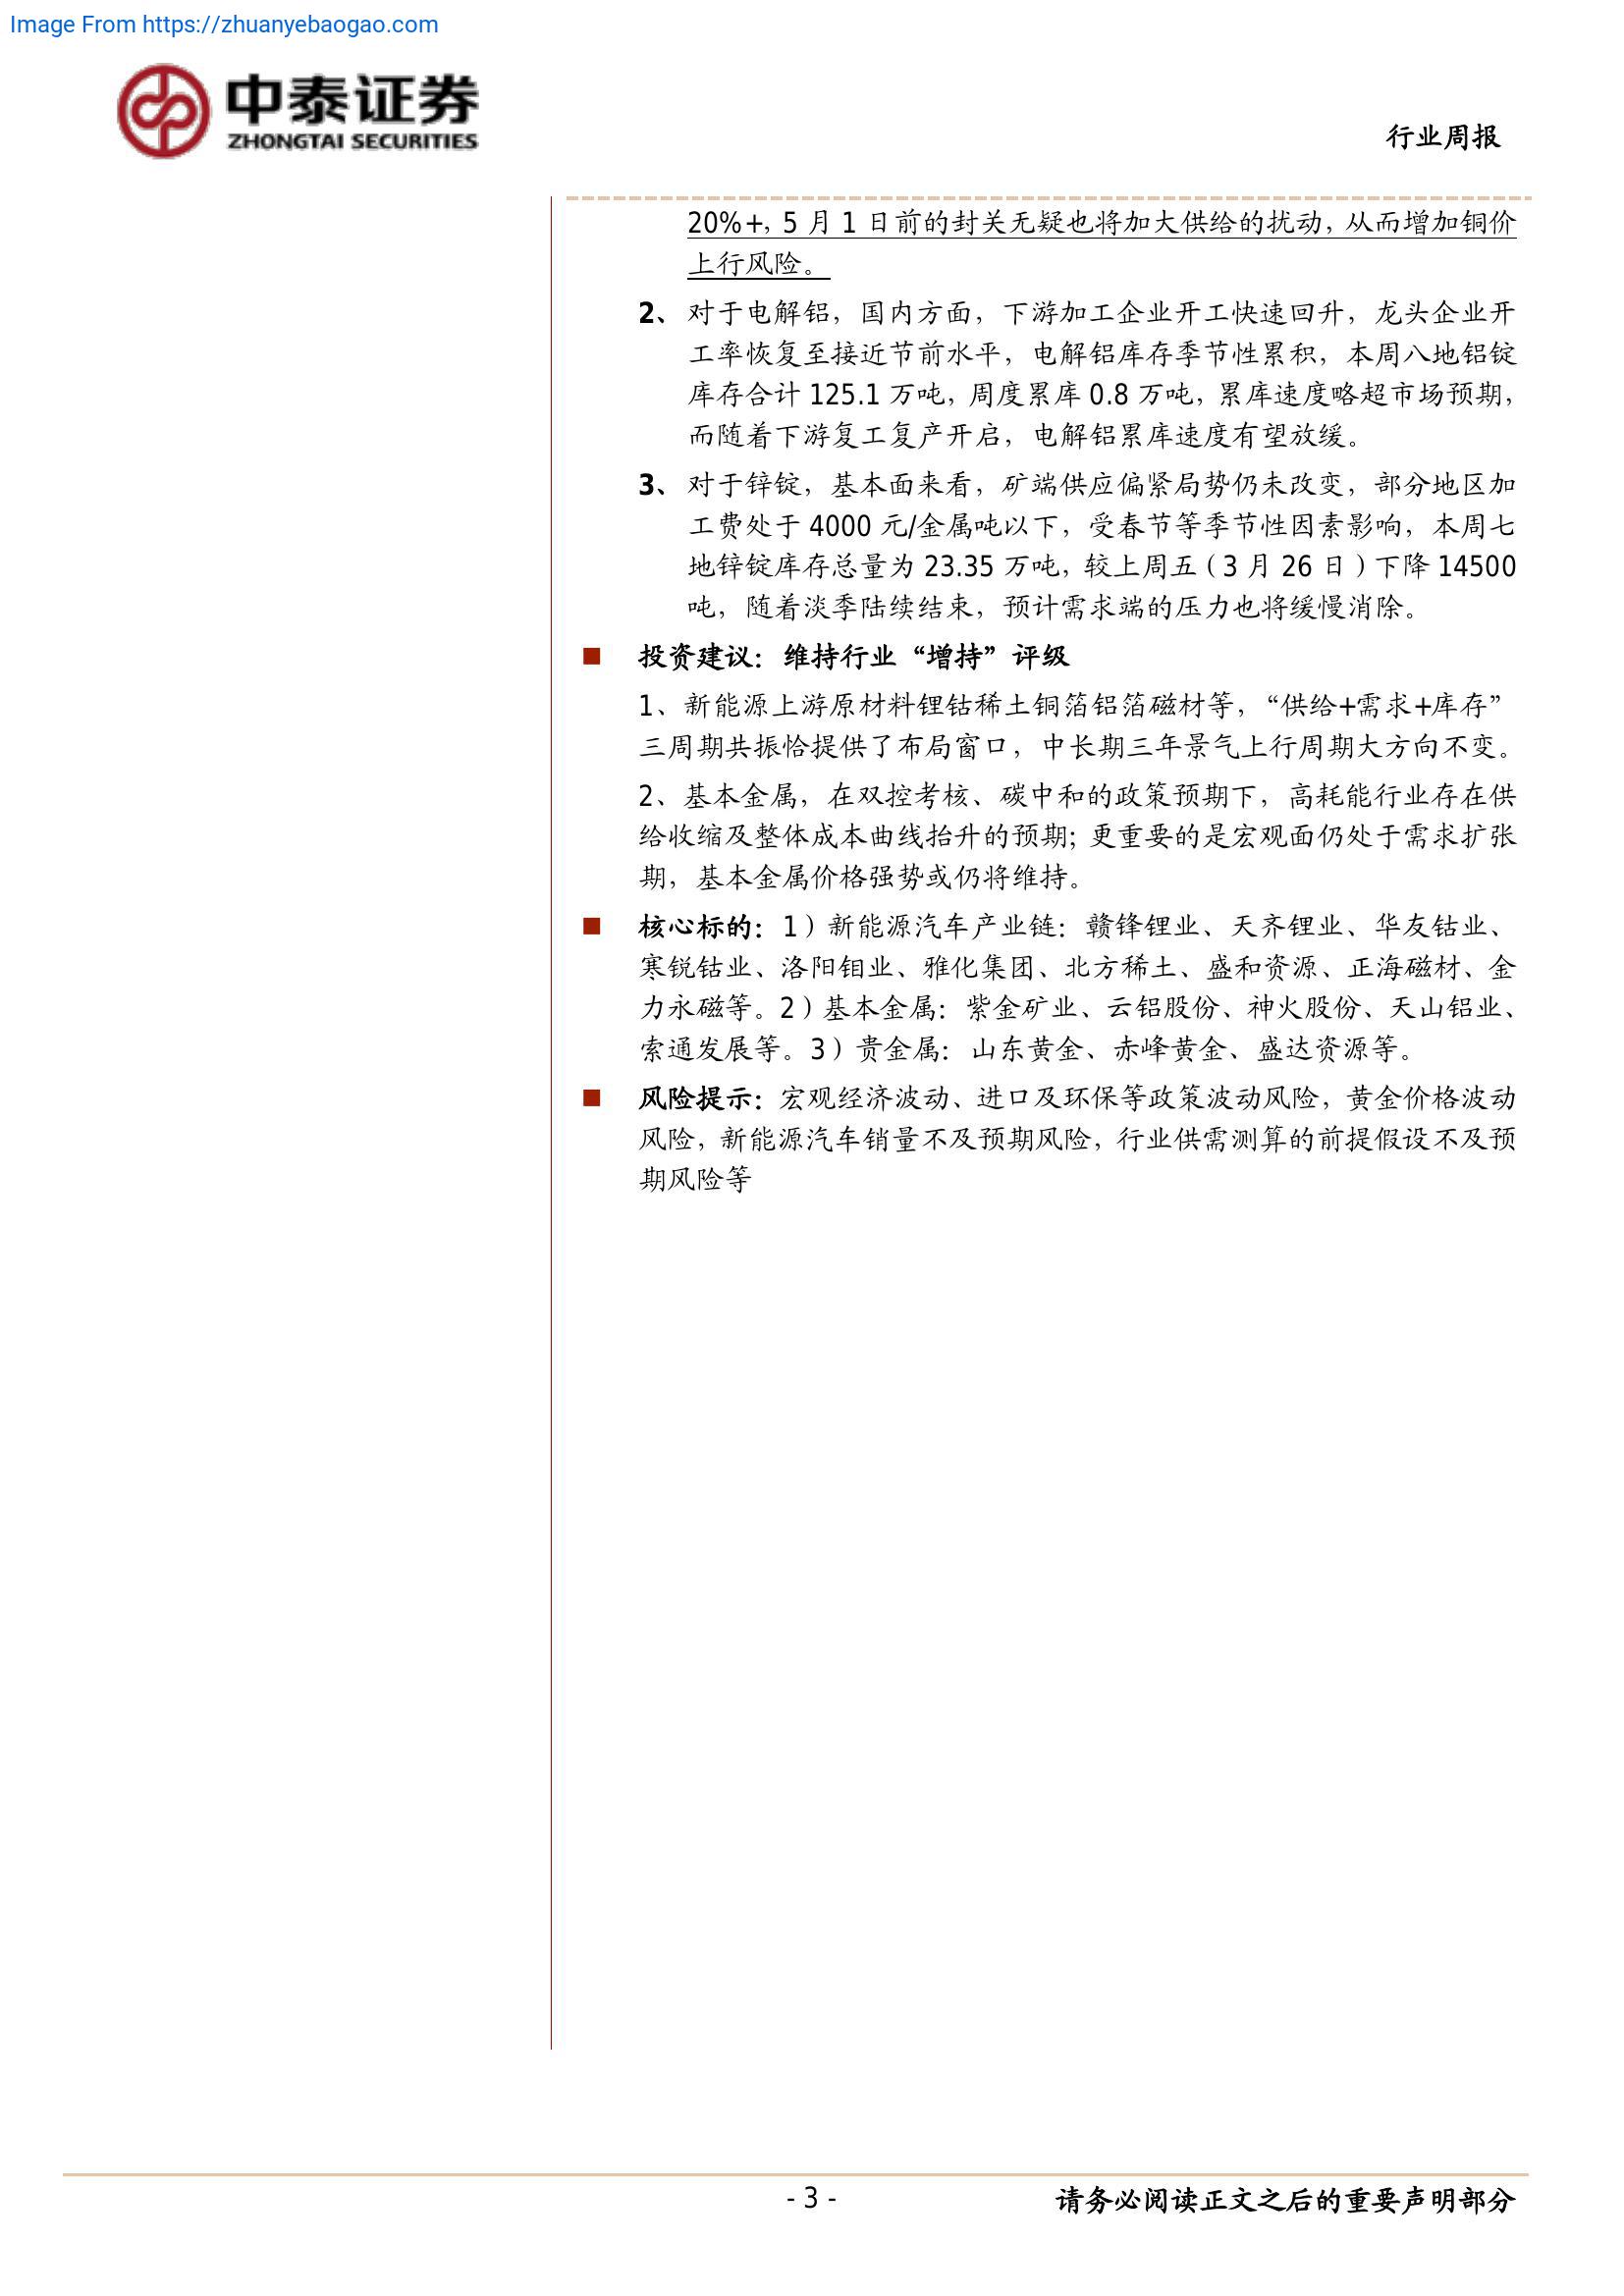 Image From https://zhuanyebaogao.com
中泰证券
ZHONGTAI SECURITIES
行业周报
20%+, 5 月 1 日前的封关无疑也将加大供给的扰动，从而增加铜价
上行风险。
2、 对于电解铝，国内方面，下游加工企业开工快速回升，龙头企业开
工率恢复至接近节前水平，电解铝库存季节性累积，本周八地铝锭
库存合计 125.1 万吨，周度累库 0.8 万吨，累库速度略超市场预期，
而随着下游复工复产开启，电解铝累库速度有望放缓。
3、 对于锌锭，基本面来看，矿端供应偏紧局势仍未改变，部分地区加
工费处于 4000 元/金属吨以下，受春节等季节性因素影响，本周七
地锌锭库存总量为 23.35 万吨，较上周五（3 月 26 日）下降 14500
吨，随着淡季陆续结束，预计需求端的压力也将缓慢消除。
■ 投资建议：维持行业“增持”评级
1、新能源上游原材料锂钴稀土铜箔铝箔磁材等，“供给+需求+库存”
三周期共振恰提供了布局窗口，中长期三年景气上行周期大方向不变。
2、基本金属，在双控考核、碳中和的政策预期下，高耗能行业存在供
给收缩及整体成本曲线抬升的预期；更重要的是宏观面仍处于需求扩张
期，基本金属价格强势或仍将维持。
■ 核心标的：1）新能源汽车产业链：赣锋锂业、天齐锂业、华友钴业、
寒锐钴业、洛阳钼业、雅化集团、北方稀土、盛和资源、正海磁材、金
力永磁等。2）基本金属：紫金矿业、云铝股份、神火股份、天山铝业、
索通发展等。3）贵金属：山东黄金、赤峰黄金、盛达资源等。
■ 风险提示：宏观经济波动、进口及环保等政策波动风险，黄金价格波动
风险，新能源汽车销量不及预期风险，行业供需测算的前提假设不及预
期风险等
- 3 -
请务必阅读正文之后的重要声明部分